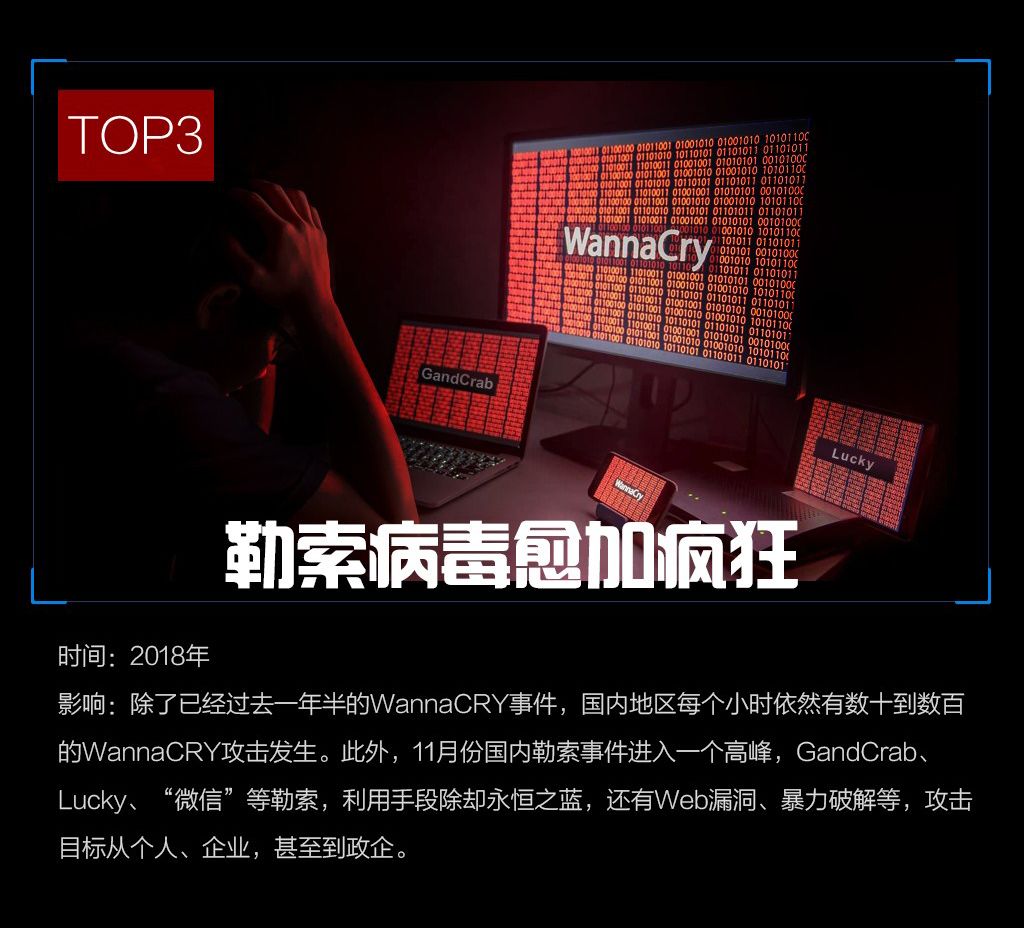 TOP3
WannaCry
GandCrab
Lucky
WannaCry
勒索病毒愈加疯狂
时间：2018年
影响：除了已经过去一年半的WannaCRY事件，国内地区每个小时依然有数十到数百
的WannaCRY攻击发生。此外，11月份国内勒索事件进入一个高峰，GandCrab、
Lucky、“微信”等勒索，利用手段除却永恒之蓝，还有Web漏洞、暴力破解等，攻击
目标从个人、企业，甚至到政企。